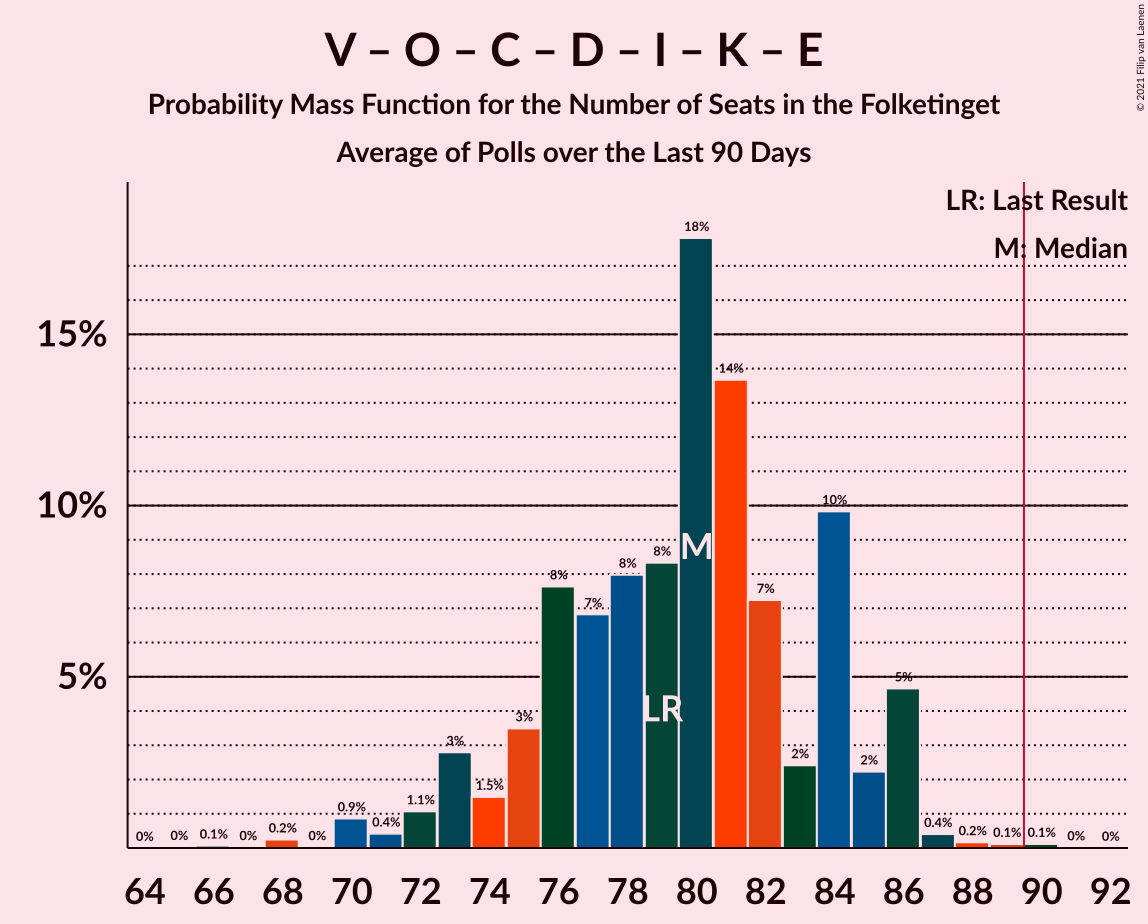 V – O – C – D – I – K – E
Probability Mass Function for the Number of Seats in the Folketinget
Average of Polls over the Last 90 Days
© 2021 Filip van Laenen
LR: Last Result
M: Median
15%
10%
5%
0% 0% 0.1% 0% 0.2% 0% 0.9% 0.4% 1.1% 3% 1.5% 3% 8% 7% 8% 8% 18% 14% 7% 2% 10% 2% 5% 0.4% 0.2% 0.1% 0.1% 0% 0%
M
LR
64 66 68 70 72 74 76 78 80 82 84 86 88 90 92